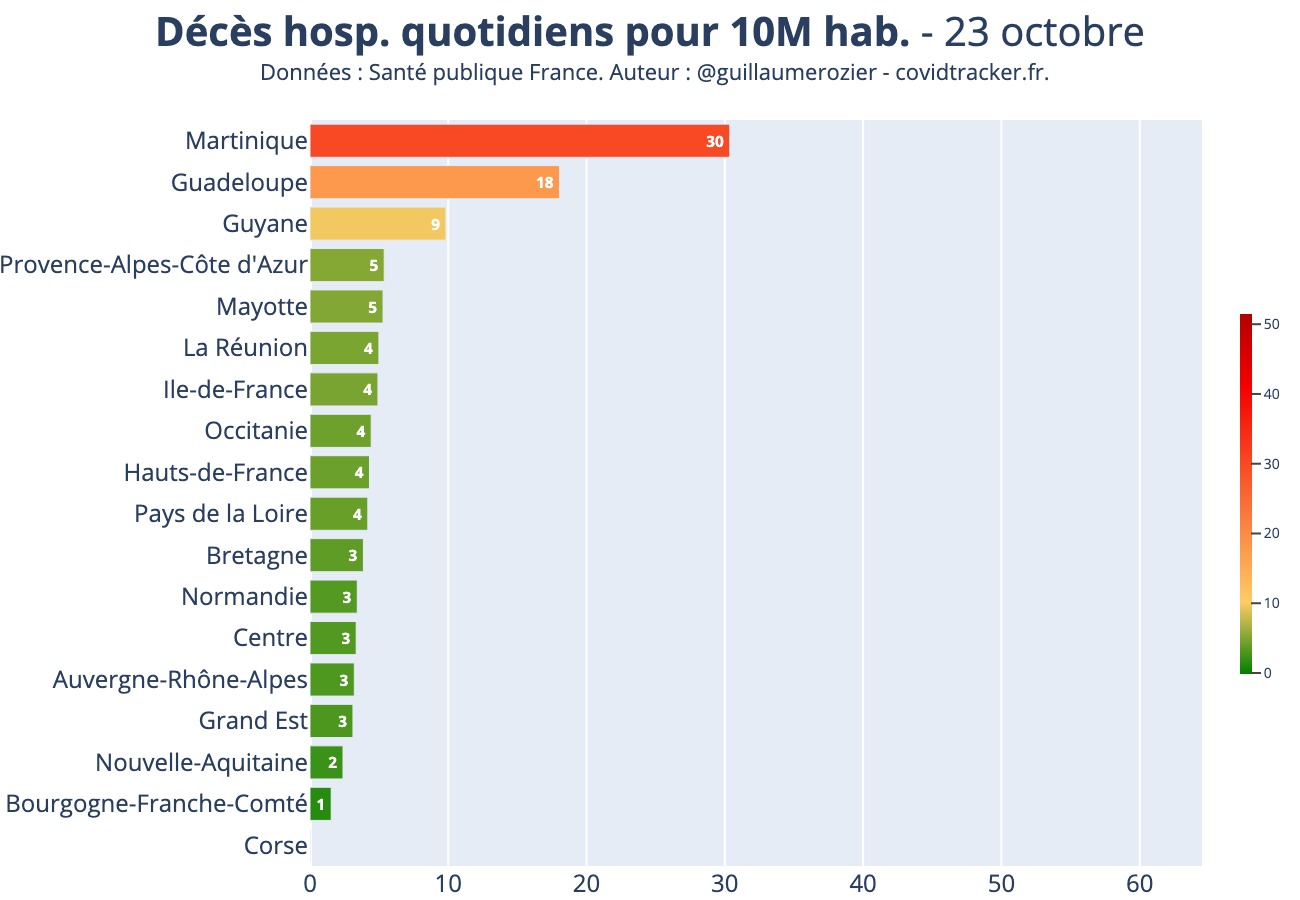 Décès hosp. quotidiens pour 10M hab. - 23 octobre
Données : Santé publique France. Auteur : @guillaumerozier - covidtracker.fr.
Martinique 30
Guadeloupe 18
Guyane 9
Provence-Alpes-Côte d'Azur 5
Mayotte 5
La Réunion 4
Ile-de-France 4
Occitanie 4
Hauts-de-France 4
Pays de la Loire 4
Bretagne 3
Normandie 3
Centre 3
Auvergne-Rhône-Alpes 3
Grand Est 3
Nouvelle-Aquitaine 2
Bourgogne-Franche-Comté 1
Corse
0 10 20 30 40 50 60
50
40
30
20
10
0